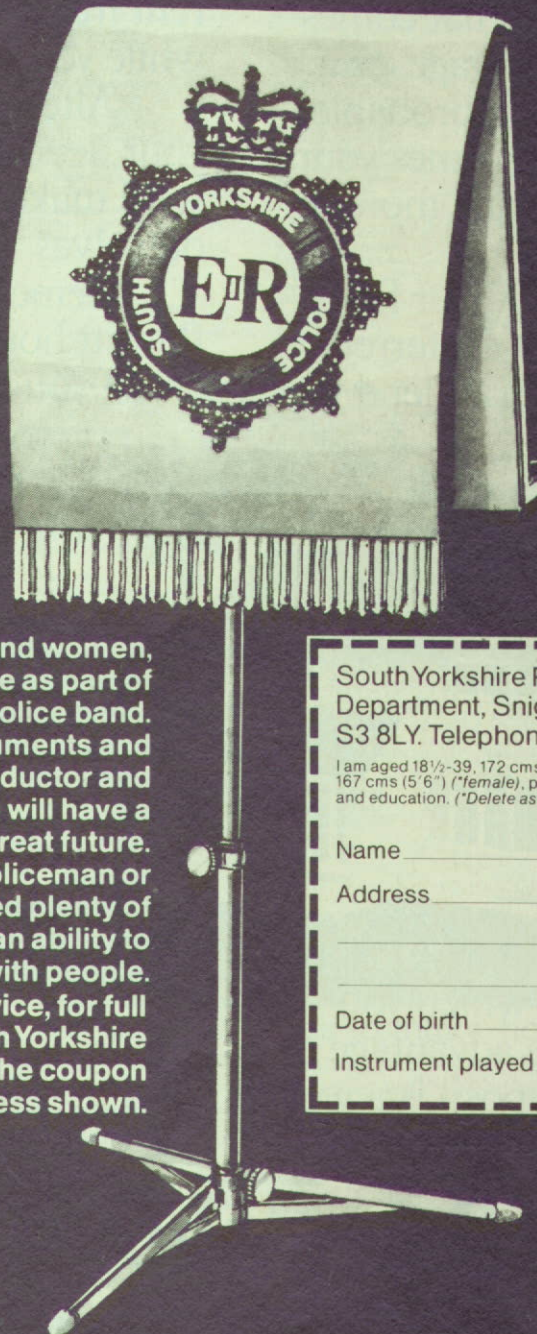 YORKSHIRE
SOUTH
POLICE
EIIR
nd women,
e as part of
olice band.
uments and
ductor and
will have a
reat future.
oliceman or
ed plenty of
an ability to
with people.
vice, for full
n Yorkshire
he coupon
ess shown.
South Yorkshire
Department, Snig
S3 8LY. Telephon
I am aged 18½-39, 172 cms
167 cms (5'6") (*female), p
and education. (*Delete as
Name
Address
Date of birth
Instrument played